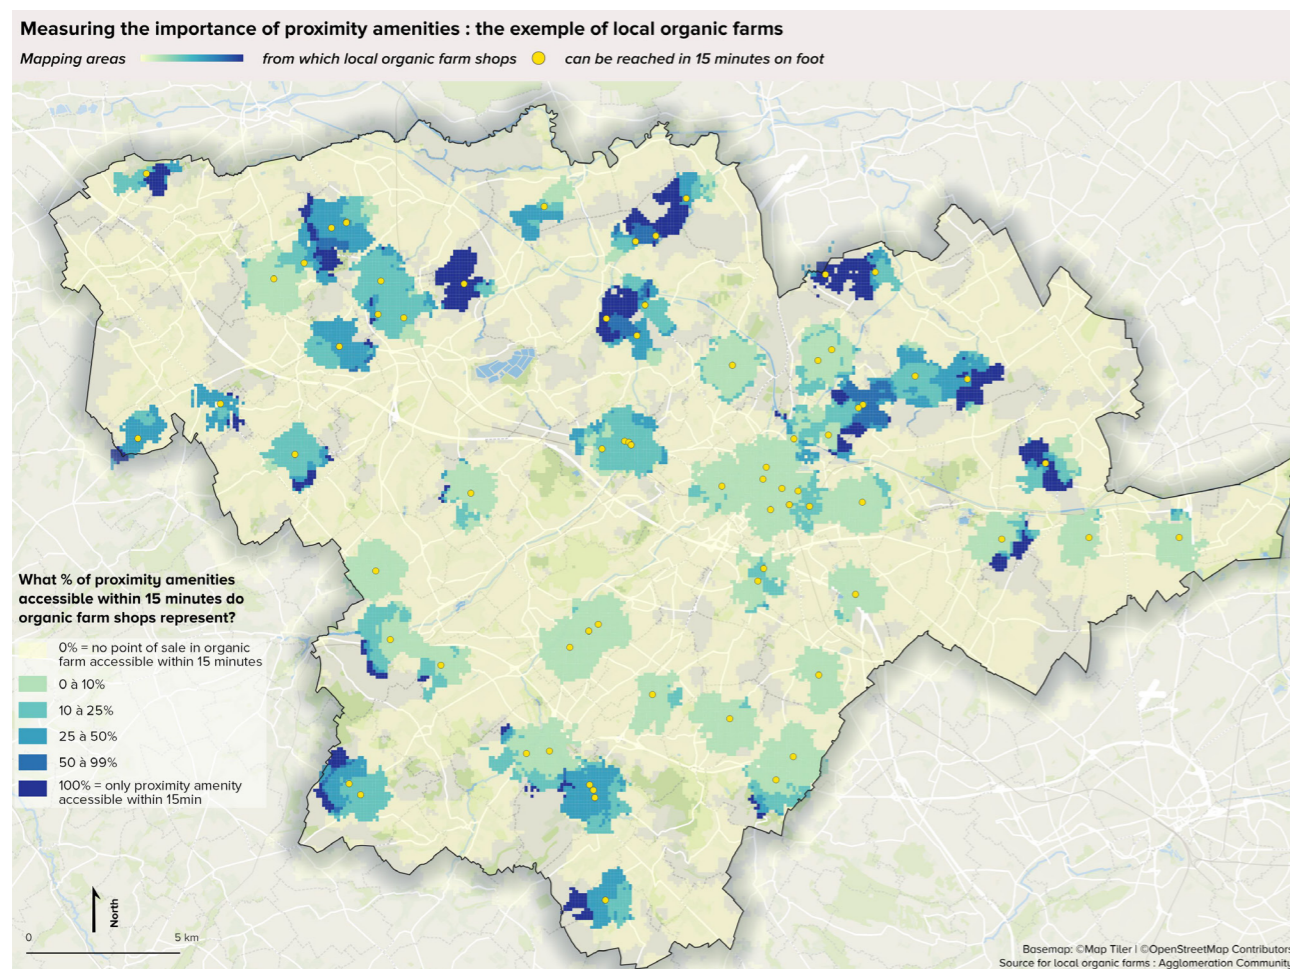 Measuring the importance of proximity amenities : the exemple of local organic farms
Mapping areas from which local organic farm shops can be reached in 15 minutes on foot
What % of proximity amenities
accessible within 15 minutes do
organic farm shops represent?
0% = no point of sale in organic
farm accessible within 15 minutes
0 à 10%
10 à 25%
25 à 50%
50 à 99%
100% = only proximity amenity
accessible within 15min
North
0 5 km
Basemap: ©Map Tiler | ©OpenStreetMap Contributors
Source for local organic farms : Agglomeration Community